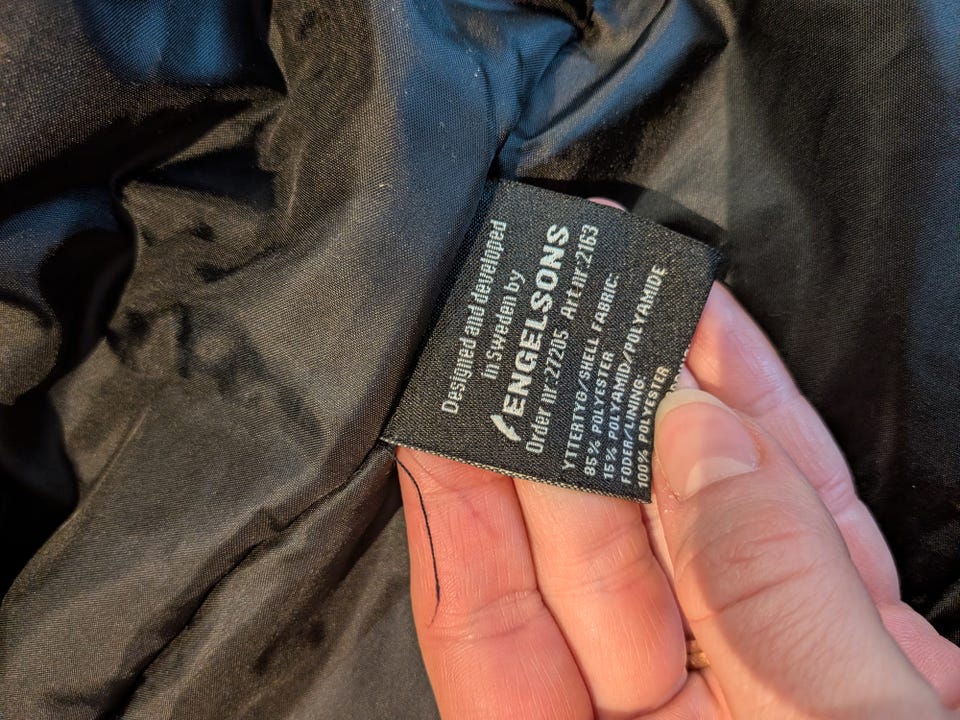 Designed and developed
in Sweden by
ENGELSONS
Order nr:27205 Art nr:2163
YTTERTYG/SHELL FABRIC:
85% POLYESTER
15% POLYAMID/POLYAMIDE
FODER/LINING:
100% POLYESTER